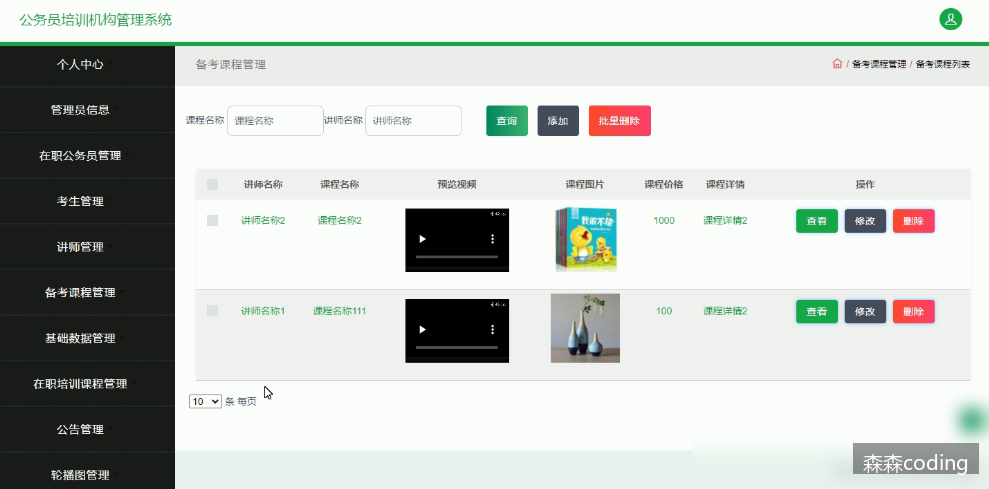 公务员培训机构管理系统
个人中心
管理员信息
在职公务员管理
考生管理
讲师管理
备考课程管理
基础数据管理
在职培训课程管理
公告管理
轮播图管理
备考课程管理
/ 备考课程管理 / 备考课程列表
课程名称 课程名称 讲师名称 讲师名称 查询 添加 批量删除
讲师名称 课程名称 预览视频 课程图片 课程价格 课程详情 操作
讲师名称2 课程名称2 1000 课程详情2 查看 修改 删除
讲师名称1 课程名称111 100 课程详情2 查看 修改 删除
10 条 每页
森森coding